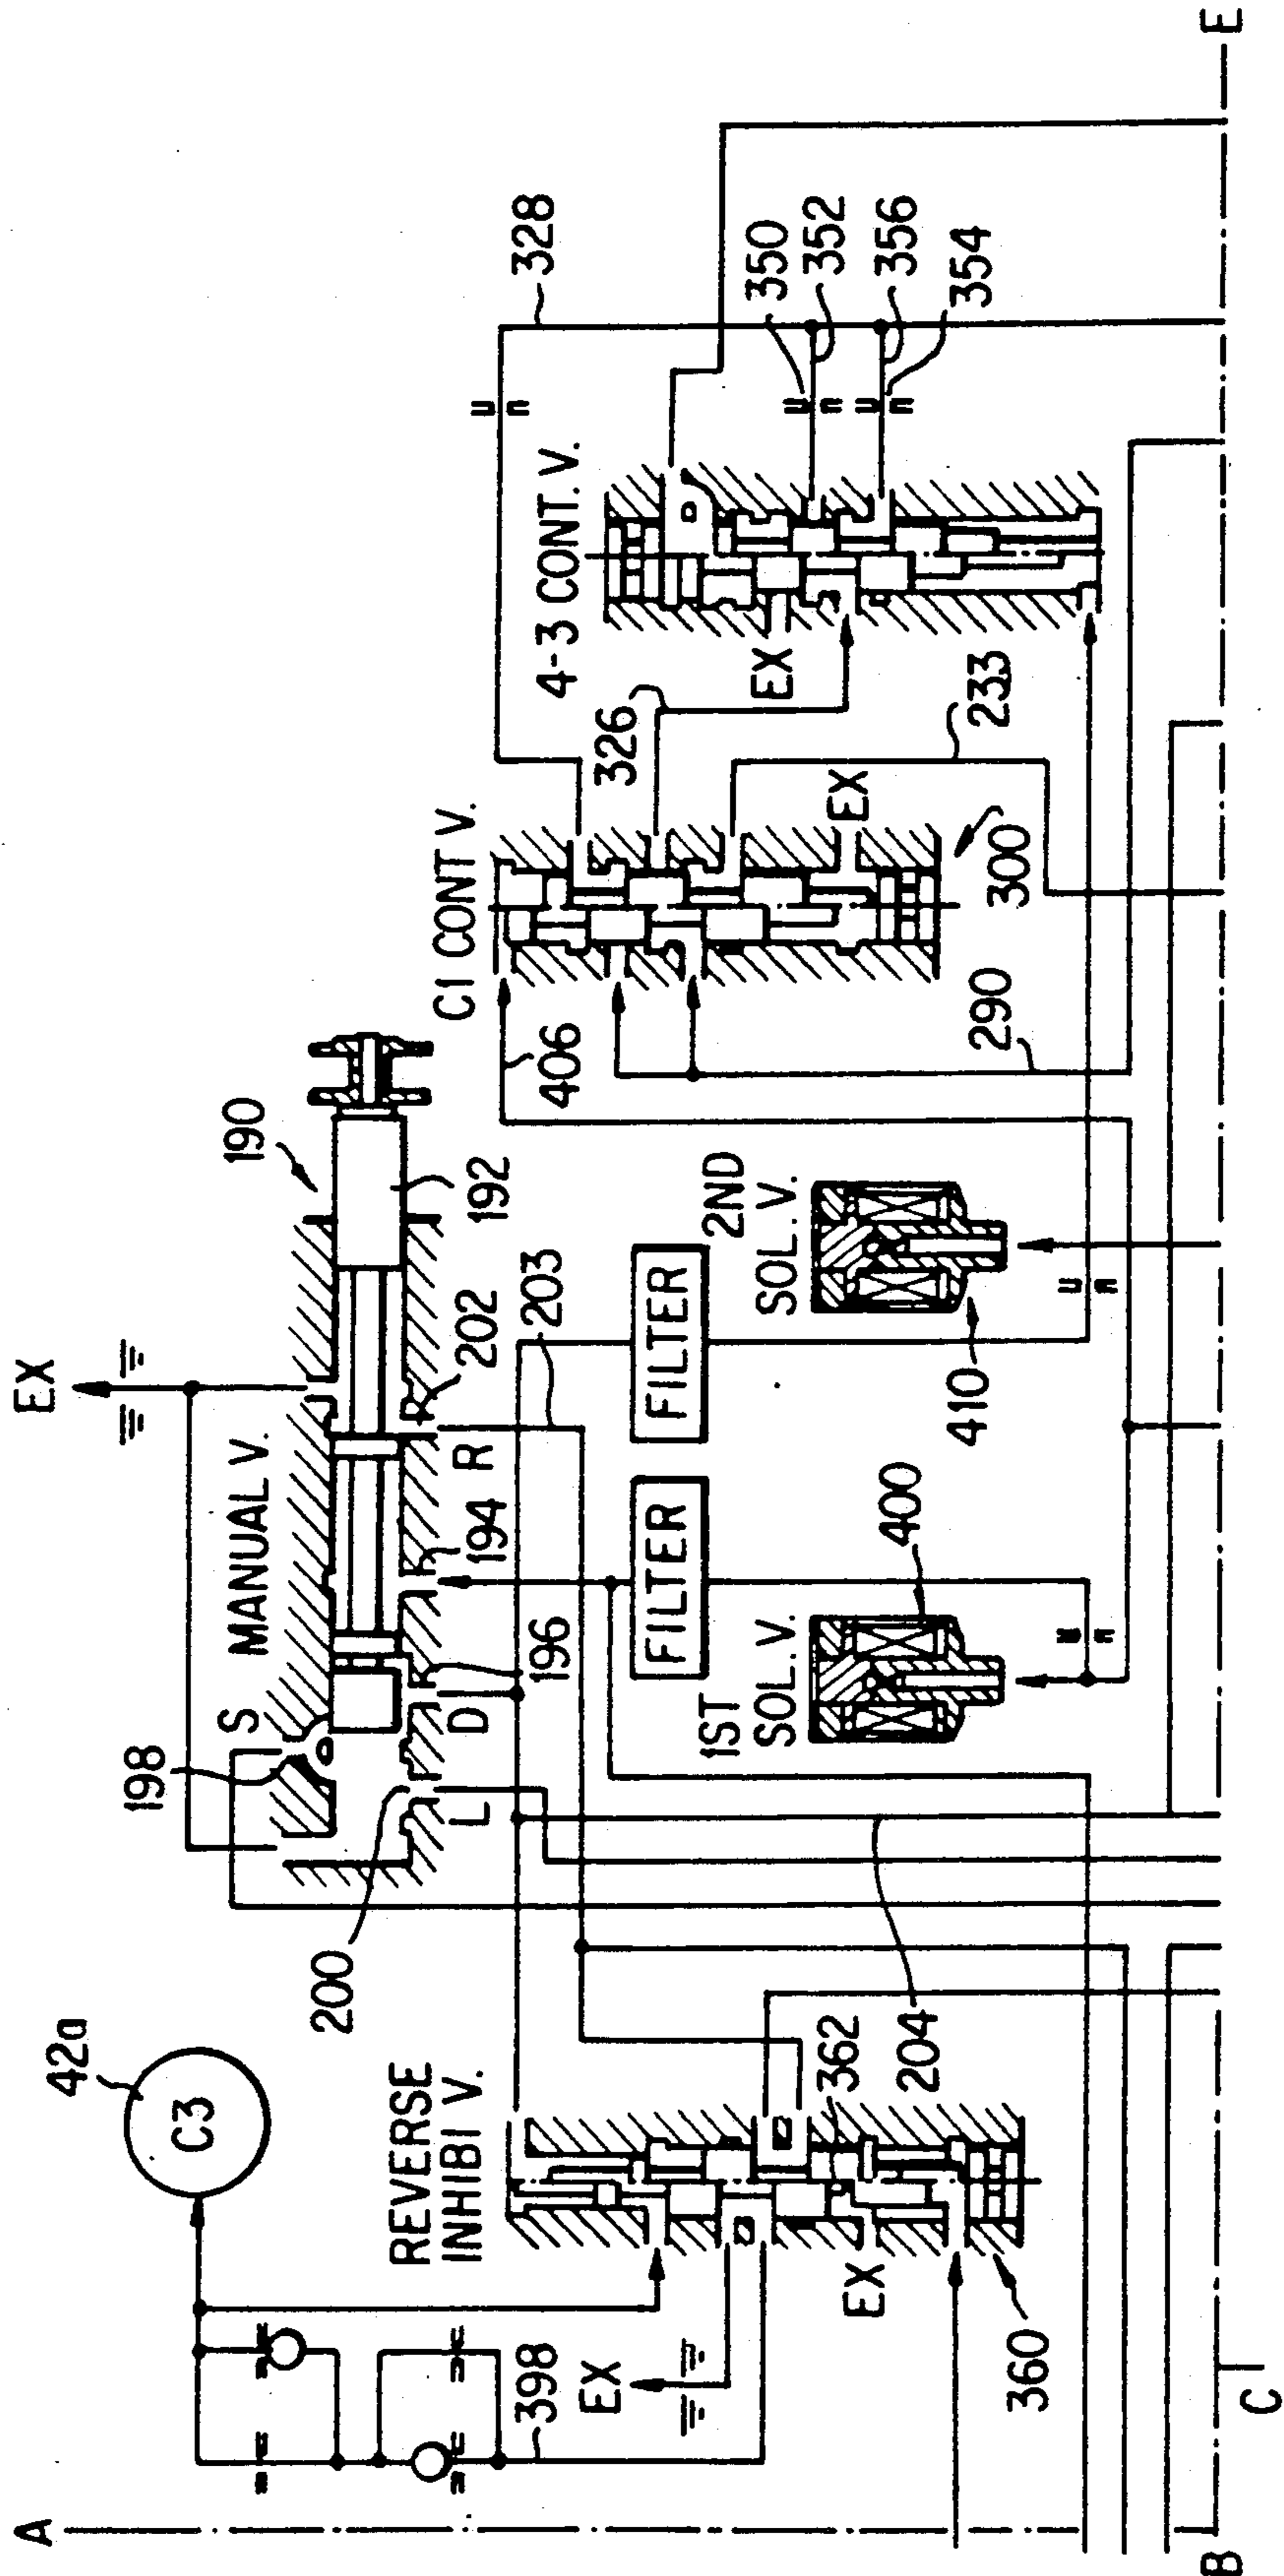 A
42a
C3
398
EX
REVERSE
INHIBI V.
EX
362
360
204
C
B
200
198
S
L
D
196
MANUAL V.
EX
194
R
202
203
192
190
FILTER
FILTER
1ST
SOL. V.
400
2ND
SOL. V.
410
406
290
C1 CONT V.
300
EX
233
326
EX
4-3 CONT. V.
328
350
352
356
354
E